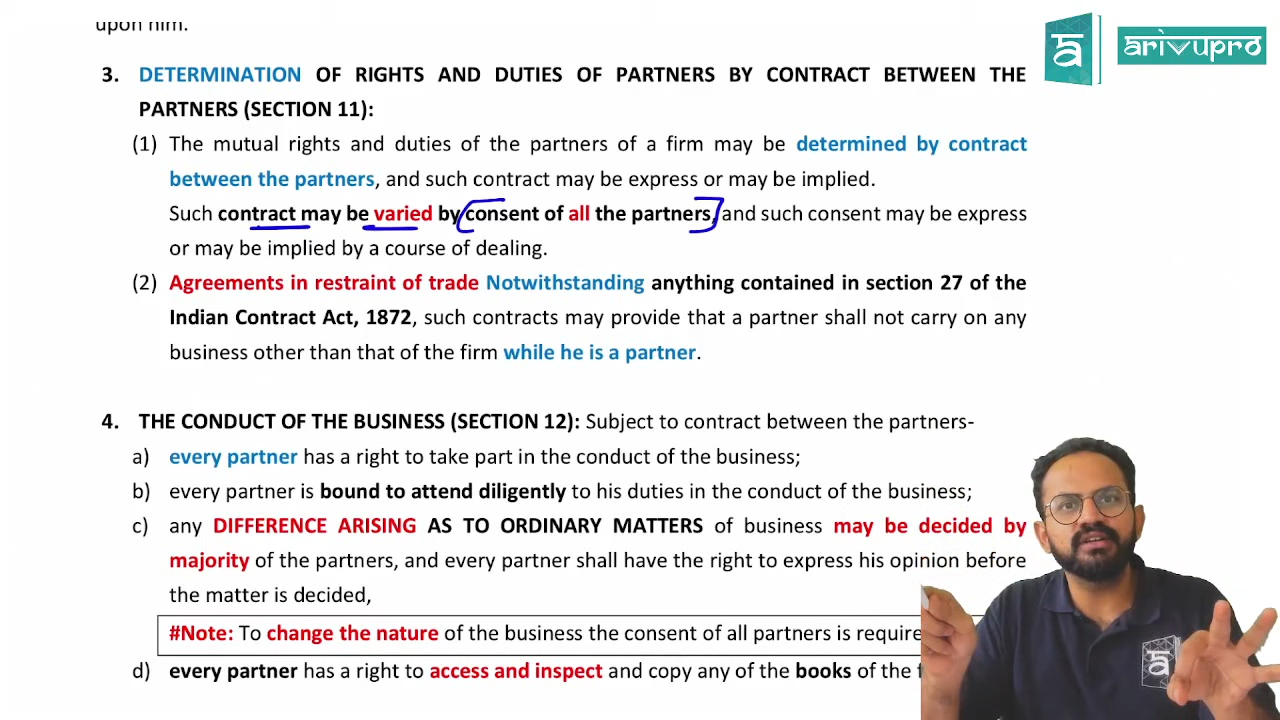 upon him.
arivupro
3. DETERMINATION OF RIGHTS AND DUTIES OF PARTNERS BY CONTRACT BETWEEN THE
PARTNERS (SECTION 11):
(1) The mutual rights and duties of the partners of a firm may be determined by contract
between the partners, and such contract may be express or may be implied.
Such contract may be varied by consent of all the partners, and such consent may be express
or may be implied by a course of dealing.
(2) Agreements in restraint of trade Notwithstanding anything contained in section 27 of the
Indian Contract Act, 1872, such contracts may provide that a partner shall not carry on any
business other than that of the firm while he is a partner.
4. THE CONDUCT OF THE BUSINESS (SECTION 12): Subject to contract between the partners-
a) every partner has a right to take part in the conduct of the business;
b) every partner is bound to attend diligently to his duties in the conduct of the business;
c) any DIFFERENCE ARISING AS TO ORDINARY MATTERS of business may be decided by
majority of the partners, and every partner shall have the right to express his opinion before
the matter is decided,
#Note: To change the nature of the business the consent of all partners is require
d) every partner has a right to access and inspect and copy any of the books of the